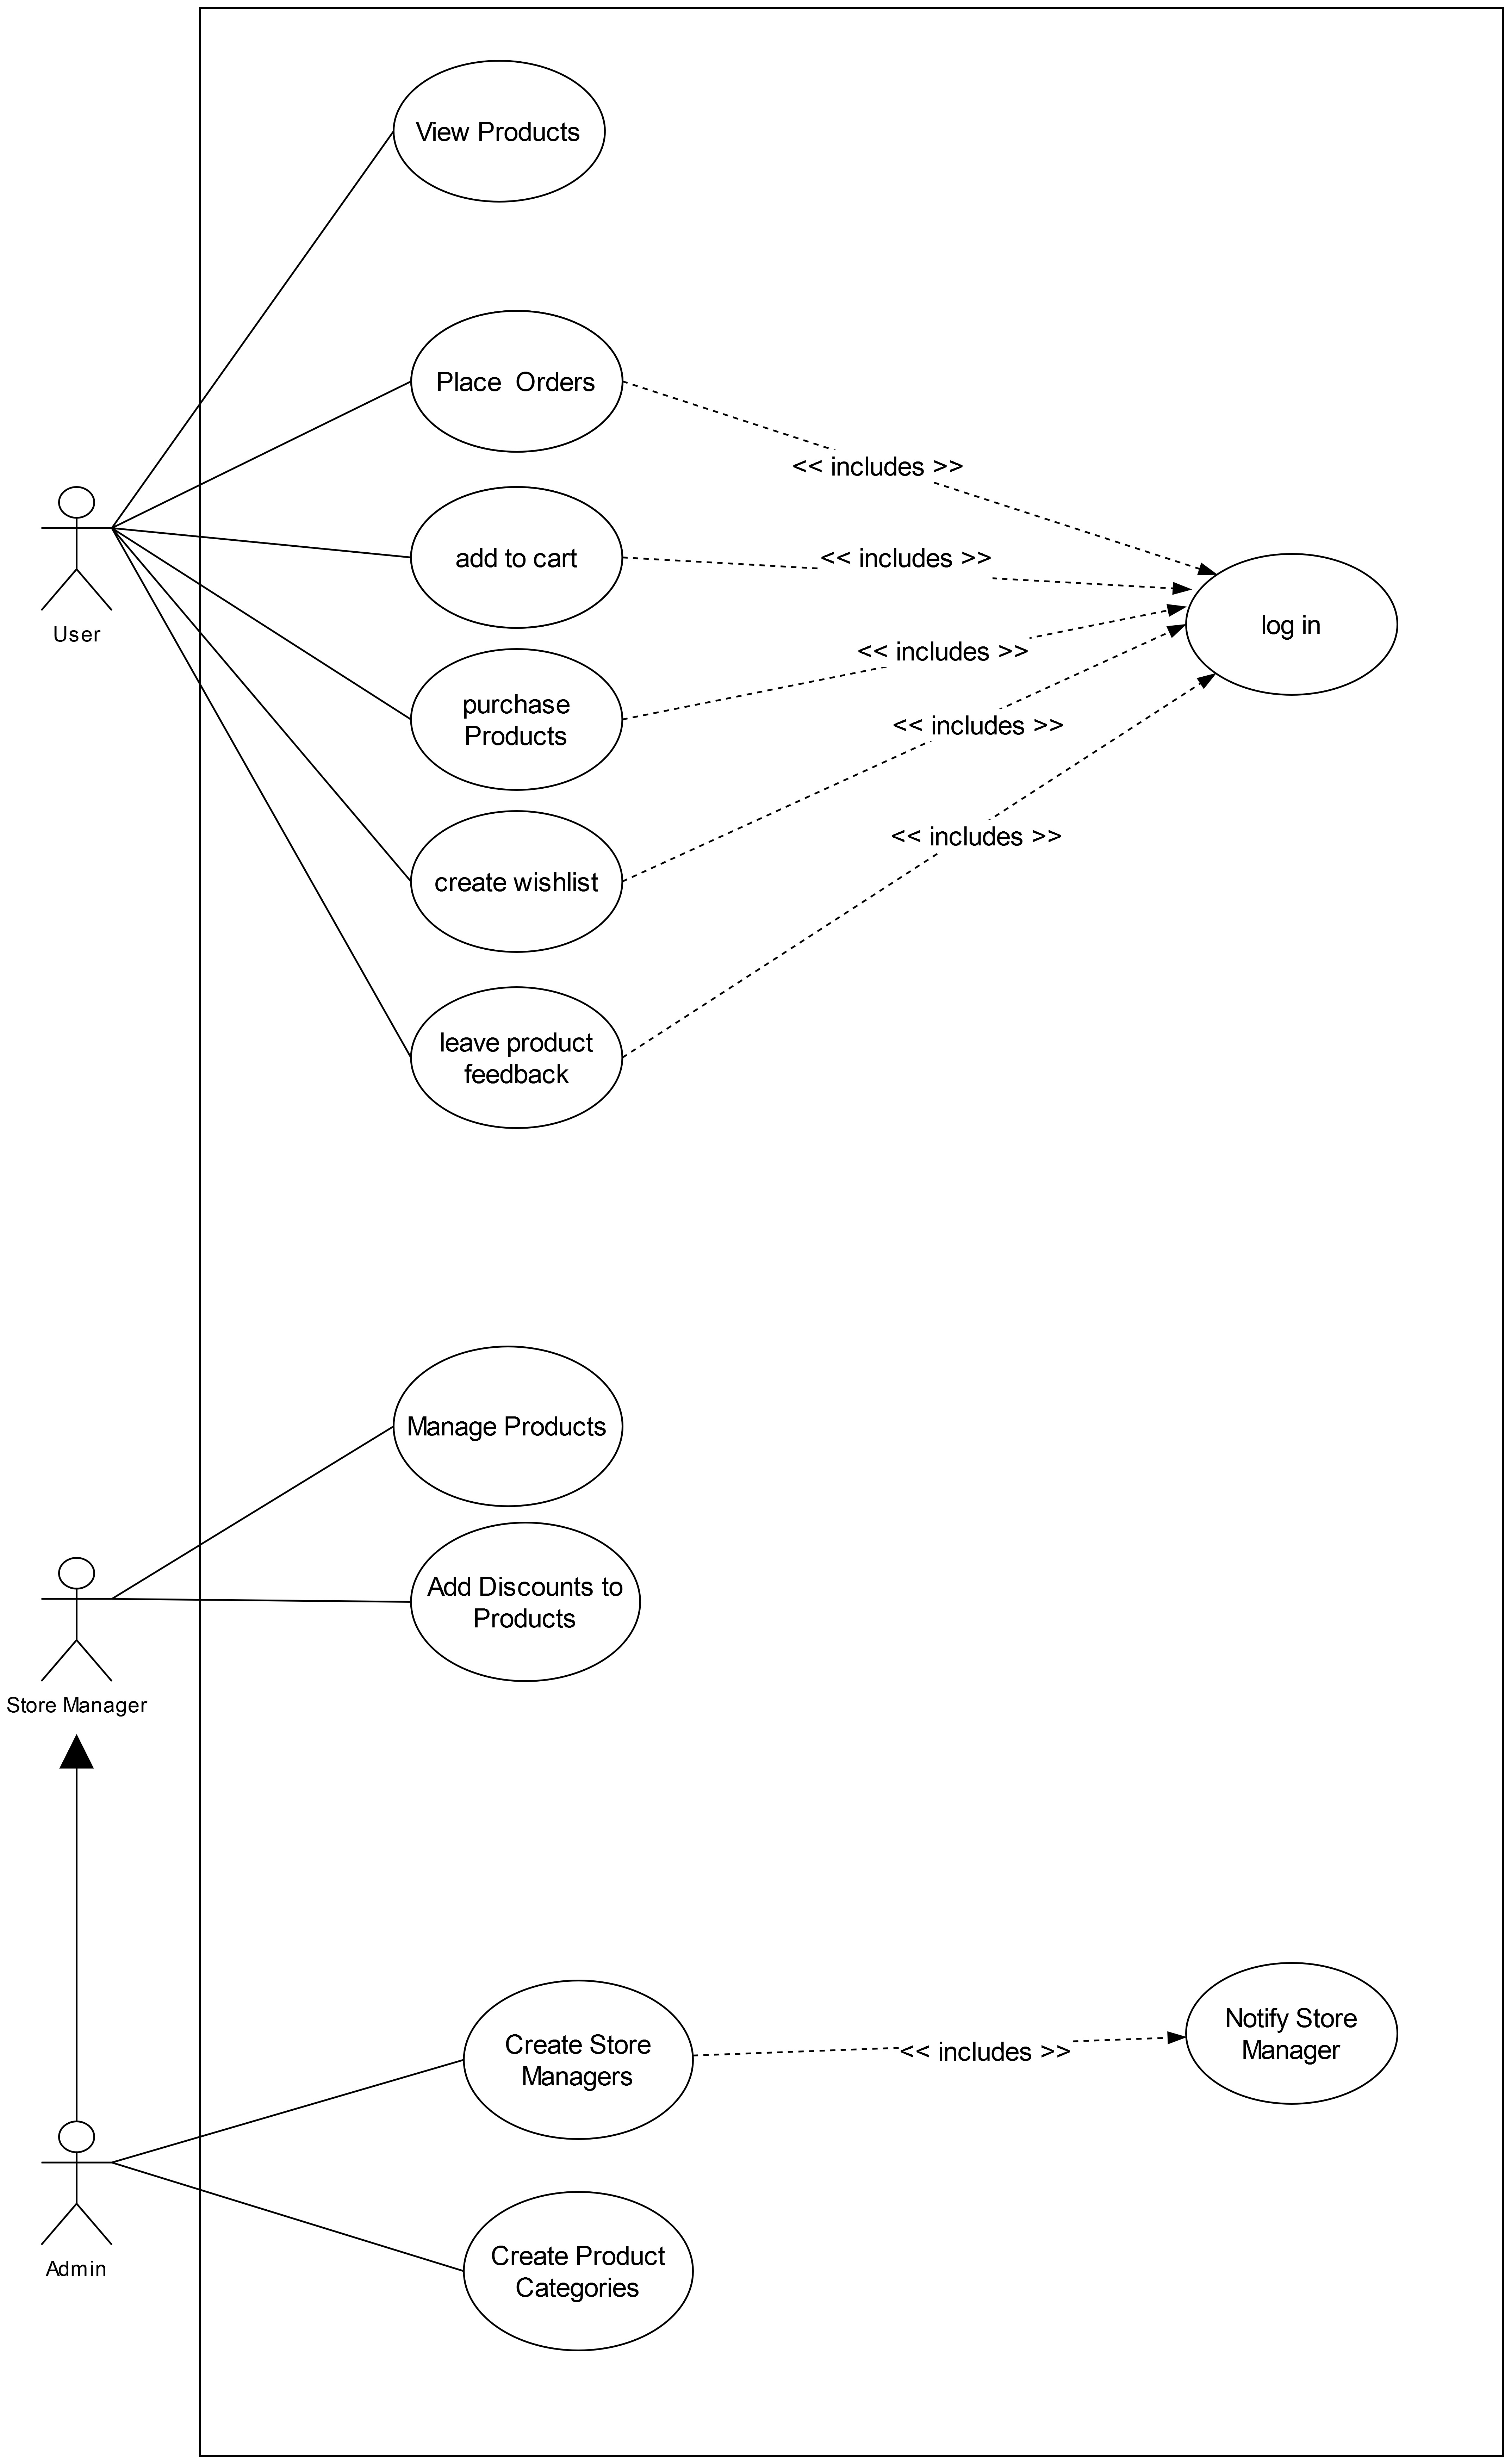 View Products
Place  Orders
<< includes >>
add to cart
<< includes >>
log in
User
purchase
Products
<< includes >>
<< includes >>
create wishlist
<< includes >>
leave product
feedback
Manage Products
Add Discounts to
Products
Store Manager
Create Store
Managers
<< includes >>
Notify Store
Manager
Admin
Create Product
Categories